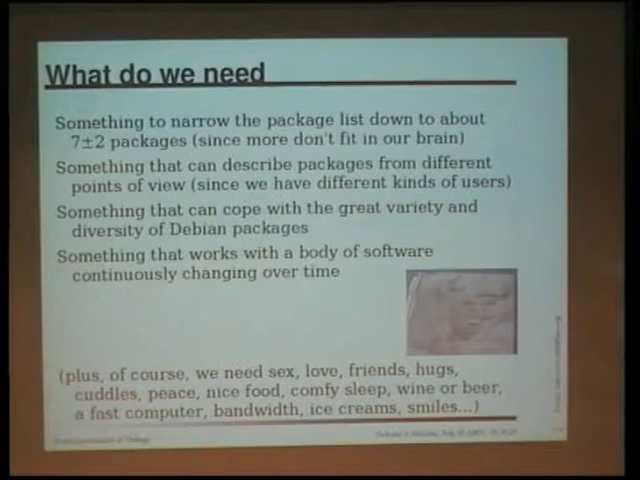 What do we need
Something to narrow the package list down to about
7±2 packages (since more don't fit in our brain)
Something that can describe packages from different
points of view (since we have different kinds of users)
Something that can cope with the great variety and
diversity of Debian packages
Something that works with a body of software
continuously changing over time
(plus, of course, we need sex, love, friends, hugs,
cuddles, peace, nice food, comfy sleep, wine or beer,
a fast computer, bandwidth, ice creams, smiles...)